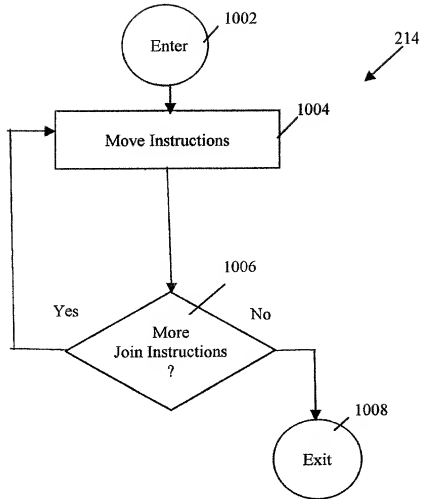 1002
Enter
214
1004
Move Instructions
1006
Yes
No
More
Join Instructions
?
1008
Exit